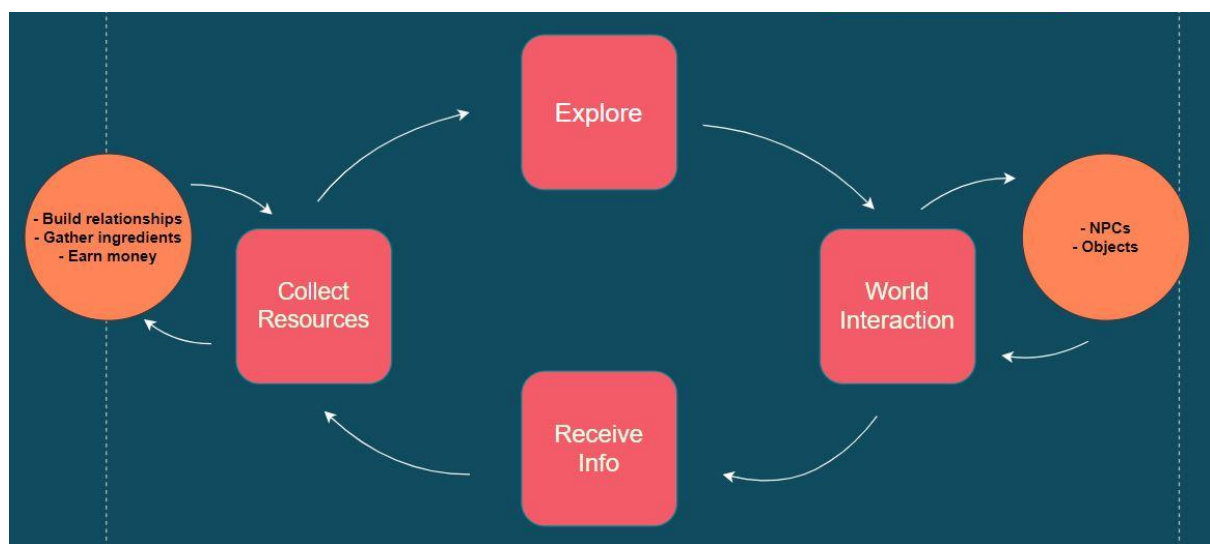 Explore
- Build relationships
- Gather ingredients
- Earn money
Collect
Resources
World
Interaction
- NPCs
- Objects
Receive
Info